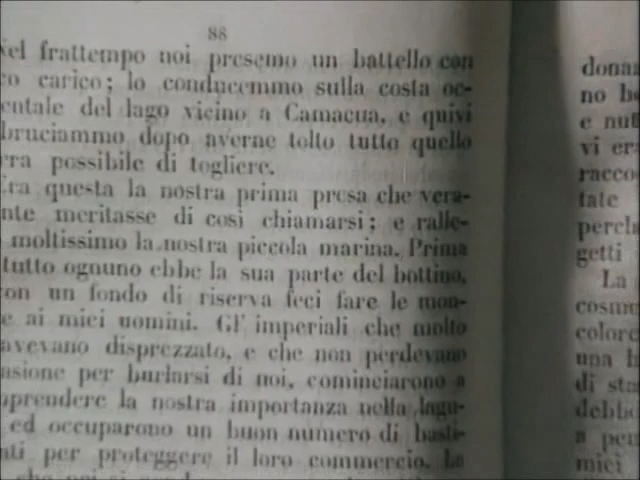 88
Nel frattempo noi presemo un battello con
co carico; lo conducemmo sulla costa oc-
entale del lago vicino a Camacua, e quivi
bruciammo dopo averne tolto tutto quello
era possibile di togliere.
Era questa la nostra prima presa che vera-
nte meritasse di così chiamarsi; e ralle-
moltissimo la nostra piccola marina. Prima
tutto ognuno ebbe la sua parte del bottino,
con un fondo di riserva feci fare le mon-
e ai miei uomini. Gl' imperiali che molto
avevano disprezzato, e che non perdevano
asione per burlarsi di noi, cominciarono a
pprendere la nostra importanza nella lagu-
ed occuparono un buon numero di basti-
nti per proteggere il loro commercio. La
che noi
dona
no b
e nut
vi era
racco
tate
perch
getti
La
cosm
colore
una b
di sta
debbo
a pen
miei